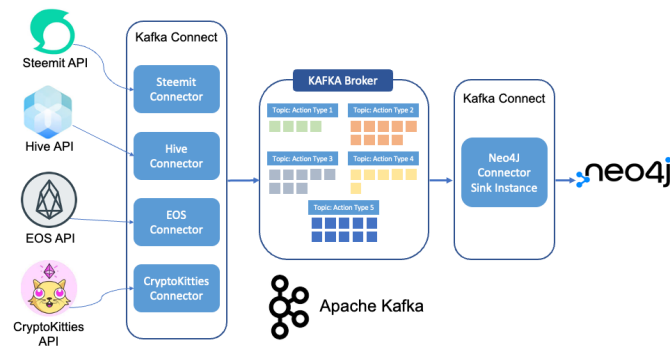 Steemit API
Hive API
EOS API
CryptoKitties
API
Kafka Connect
Steemit
Connector
Hive
Connector
EOS
Connector
CryptoKitties
Connector
KAFKA Broker
Topic: Action Type 1
Topic: Action Type 2
Topic: Action Type 3
Topic: Action Type 4
Topic: Action Type 5
Apache Kafka
Kafka Connect
Neo4J
Connector
Sink Instance
neo4j